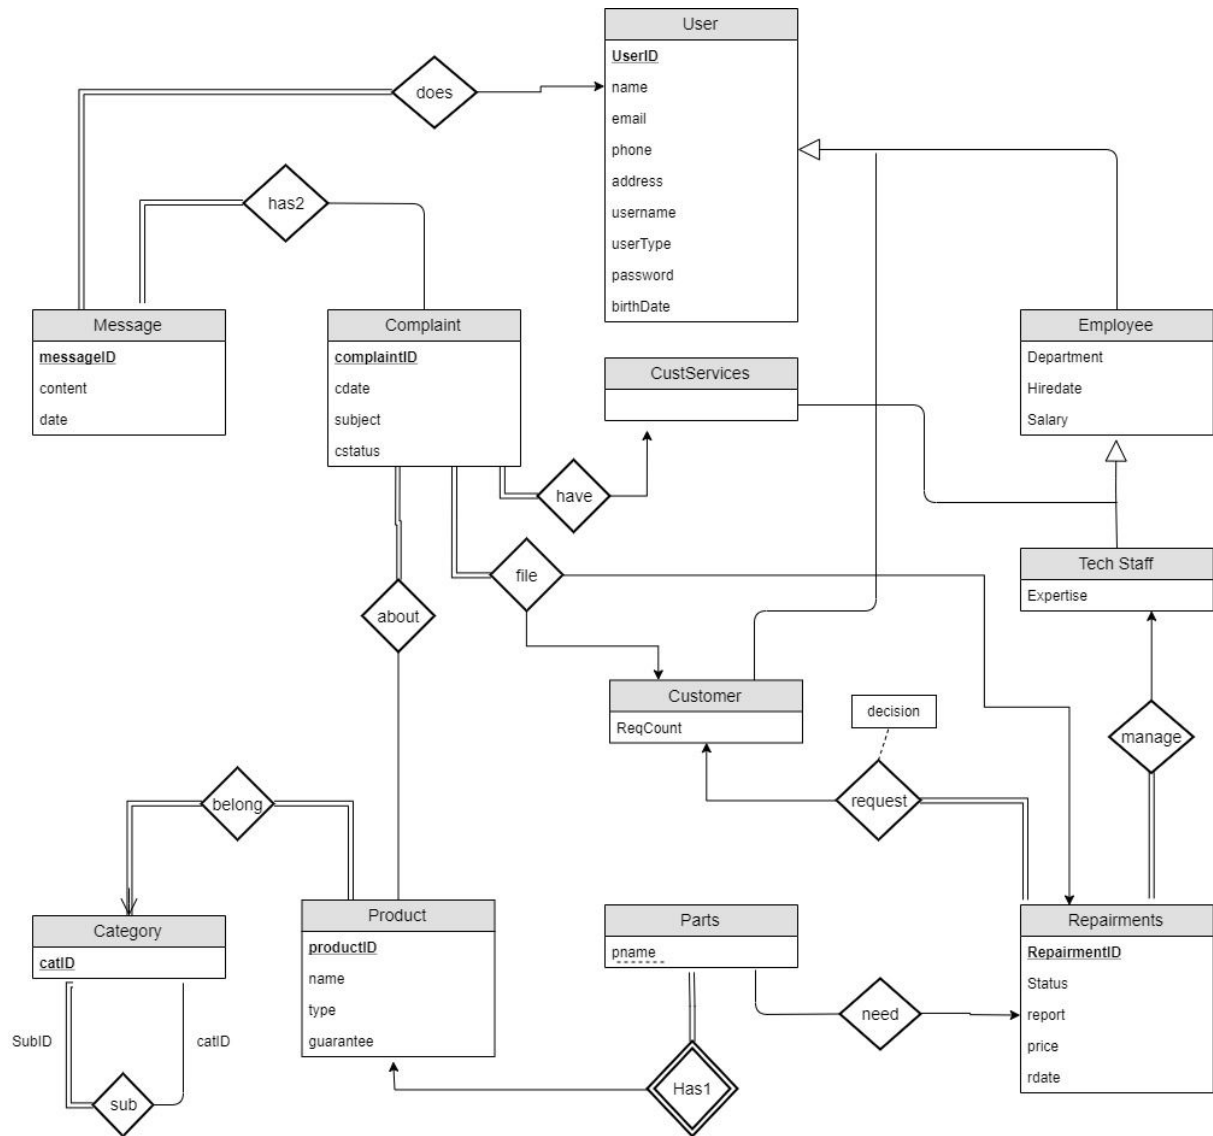 User
UserID
name
email
phone
address
username
userType
password
birthDate
does
has2
Message
messageID
content
date
Complaint
complaintID
cdate
subject
cstatus
CustServices
Employee
Department
Hiredate
Salary
have
file
about
Tech Staff
Expertise
Customer
ReqCount
decision
manage
request
belong
Category
catID
SubID
catID
sub
Product
productID
name
type
guarantee
Parts
pname
need
Has1
Repairments
RepairmentID
Status
report
price
rdate